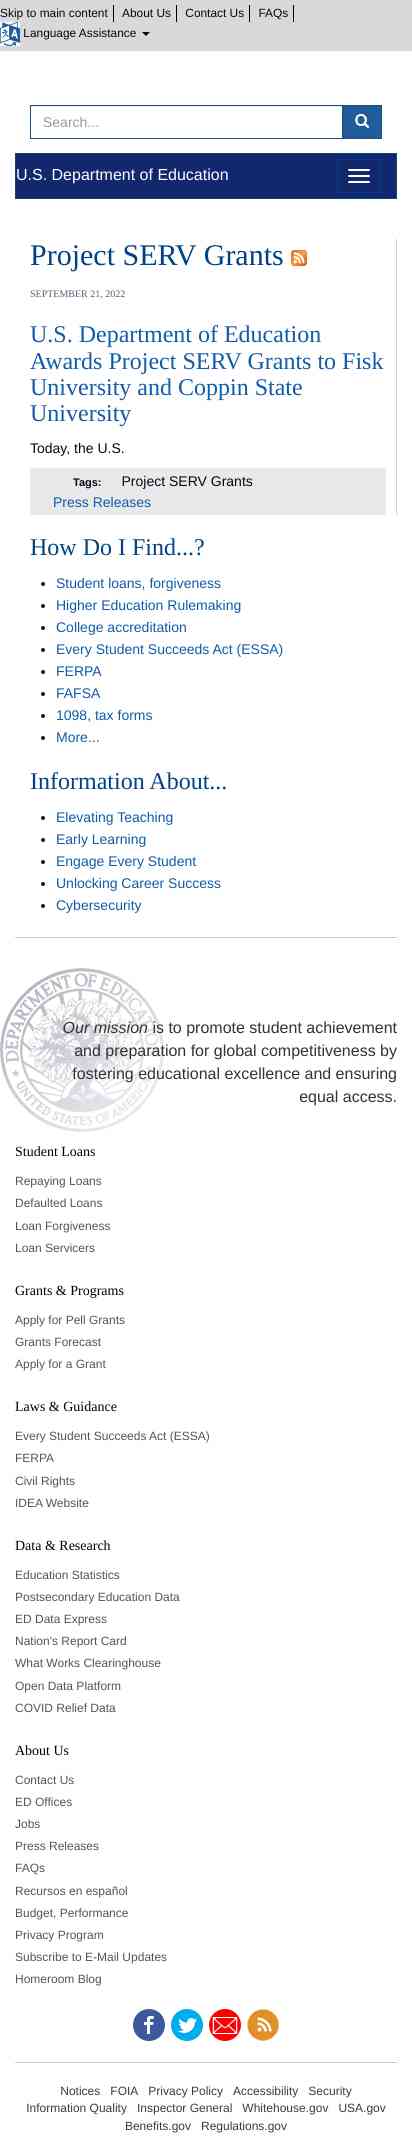 Skip to main content About Us Contact Us FAQs
Language Assistance
Search...
U.S. Department of Education
Project SERV Grants
SEPTEMBER 21, 2022
U.S. Department of Education
Awards Project SERV Grants to Fisk
University and Coppin State
University
Today, the U.S.
Tags: Project SERV Grants
Press Releases
How Do I Find...?
Student loans, forgiveness
Higher Education Rulemaking
College accreditation
Every Student Succeeds Act (ESSA)
FERPA
FAFSA
1098, tax forms
More...
Information About...
Elevating Teaching
Early Learning
Engage Every Student
Unlocking Career Success
Cybersecurity
DEPARTMENT OF EDUCATION
UNITED STATES OF AMERICA
Our mission is to promote student achievement
and preparation for global competitiveness by
fostering educational excellence and ensuring
equal access.
Student Loans
Repaying Loans
Defaulted Loans
Loan Forgiveness
Loan Servicers
Grants & Programs
Apply for Pell Grants
Grants Forecast
Apply for a Grant
Laws & Guidance
Every Student Succeeds Act (ESSA)
FERPA
Civil Rights
IDEA Website
Data & Research
Education Statistics
Postsecondary Education Data
ED Data Express
Nation's Report Card
What Works Clearinghouse
Open Data Platform
COVID Relief Data
About Us
Contact Us
ED Offices
Jobs
Press Releases
FAQs
Recursos en español
Budget, Performance
Privacy Program
Subscribe to E-Mail Updates
Homeroom Blog
Notices FOIA Privacy Policy Accessibility Security
Information Quality Inspector General Whitehouse.gov USA.gov
Benefits.gov Regulations.gov